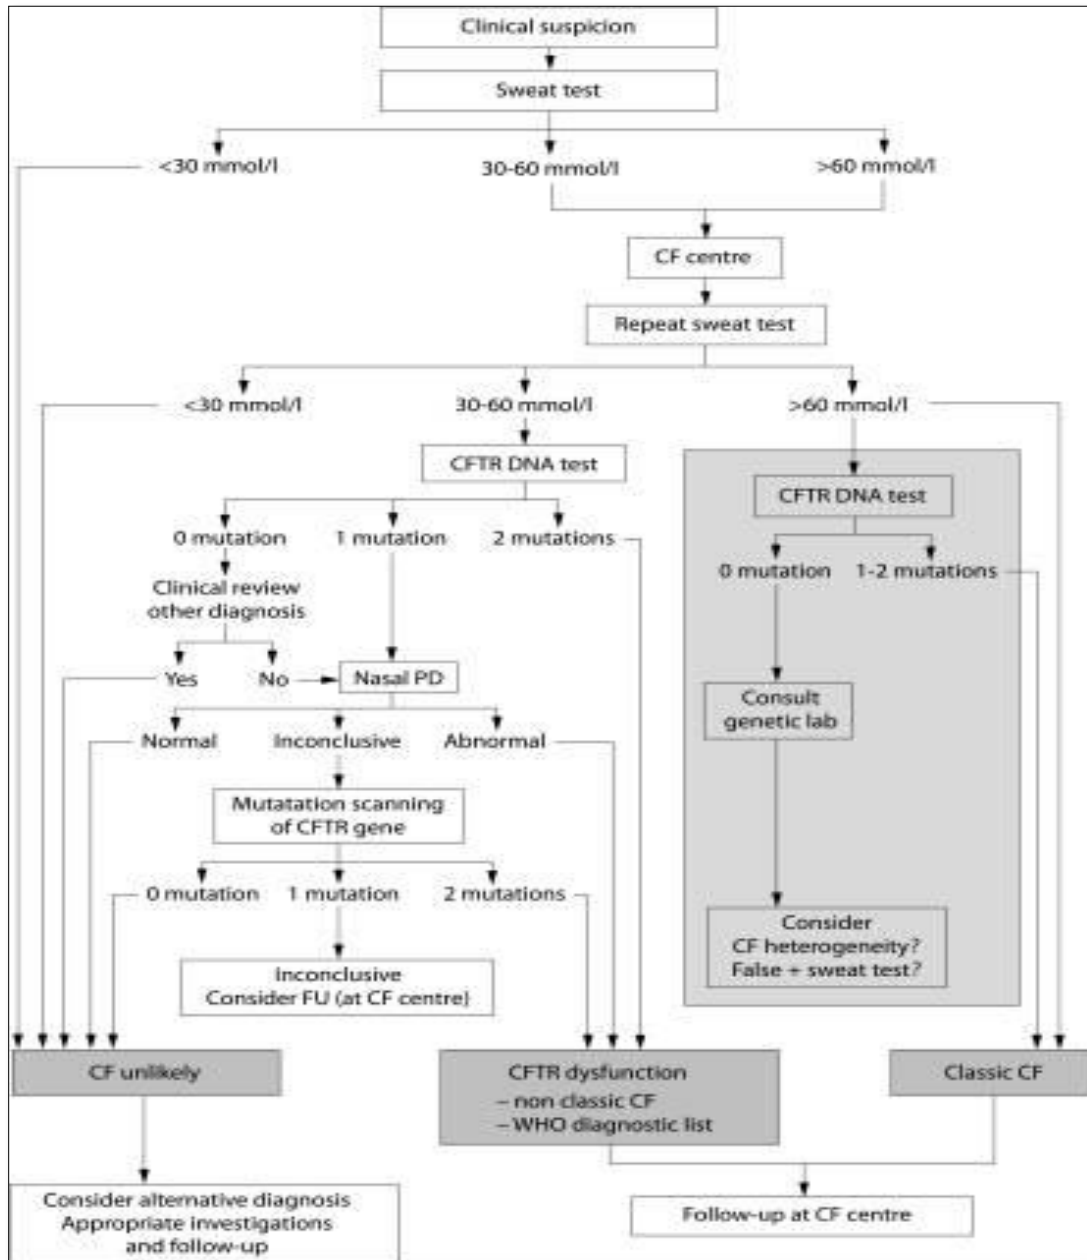 Clinical suspicion
Sweat test
<30 mmol/l
30-60 mmol/l
>60 mmol/l
CF centre
Repeat sweat test
<30 mmol/l
30-60 mmol/l
>60 mmol/l
CFTR DNA test
CFTR DNA test
0 mutation
1 mutation
2 mutations
0 mutation
1-2 mutations
Clinical review
other diagnosis
Yes
No
Nasal PD
Consult
genetic lab
Normal
Inconclusive
Abnormal
Mutatation scanning
of CFTR gene
0 mutation
1 mutation
2 mutations
Consider
CF heterogeneity?
False + sweat test?
Inconclusive
Consider FU (at CF centre)
CF unlikely
CFTR dysfunction
– non classic CF
– WHO diagnostic list
Classic CF
Consider alternative diagnosis
Appropriate investigations
and follow-up
Follow-up at CF centre